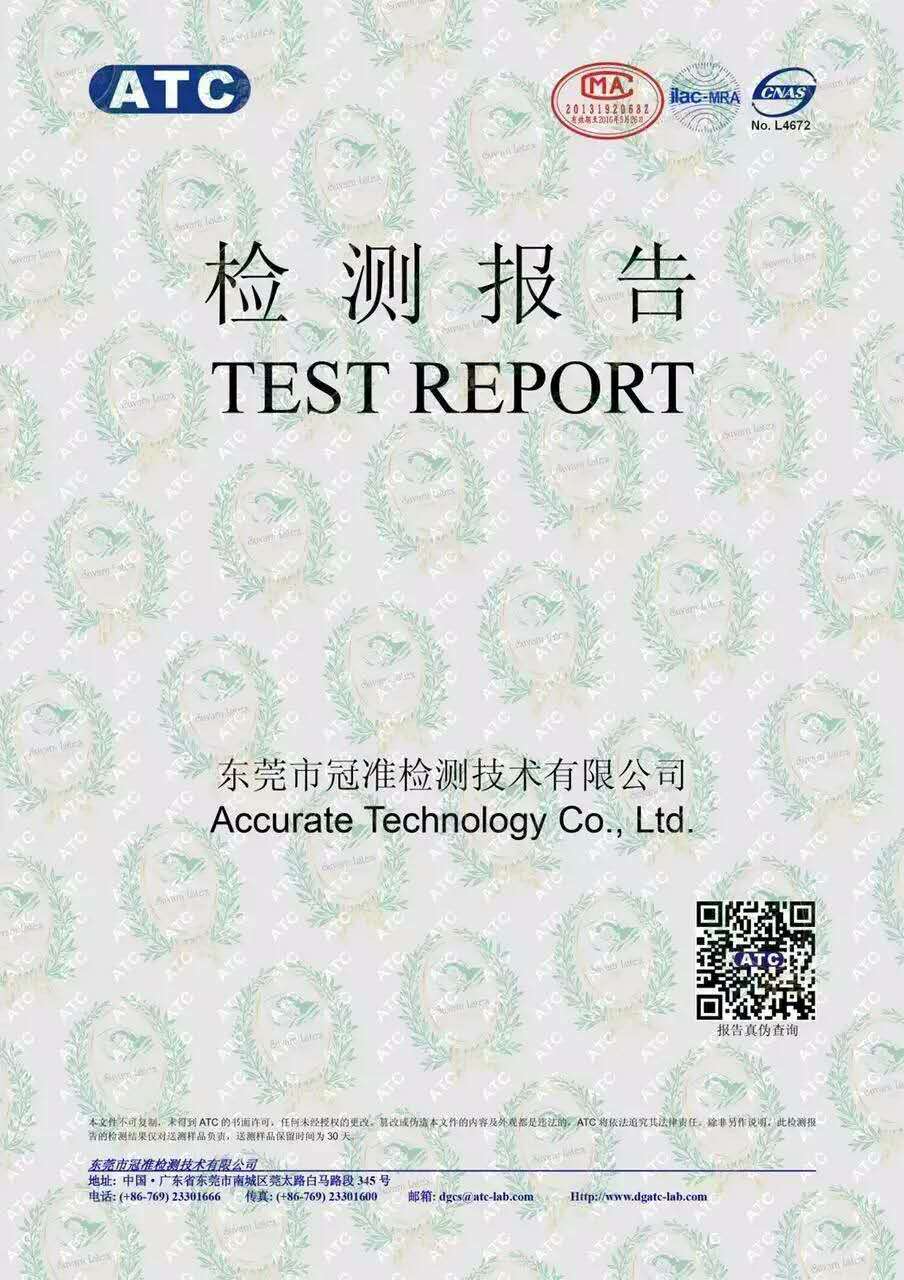 ATC
MA
20131920682
有效期至2016年5月26日
ilac-MRA
CNAS
No. L4672
检测报告
TEST REPORT
东莞市冠准检测技术有限公司
Accurate Technology Co., Ltd.
ATC
报告真伪查询
本文件不可复制，未得到 ATC 的书面许可，任何未经授权的更改、篡改或伪造本文件的内容及外观都是违法的，ATC 将依法追究其法律责任。除非另作说明，此检测报
告的检测结果仅对送测样品负责，送测样品保留时间为 30 天。
东莞市冠准检测技术有限公司
地址: 中国·广东省东莞市南城区莞太路白马路段 345 号
电话: (+86-769) 23301666 传真: (+86-769) 23301600 邮箱: dgcs@atc-lab.com Http://www.dgatc-lab.com